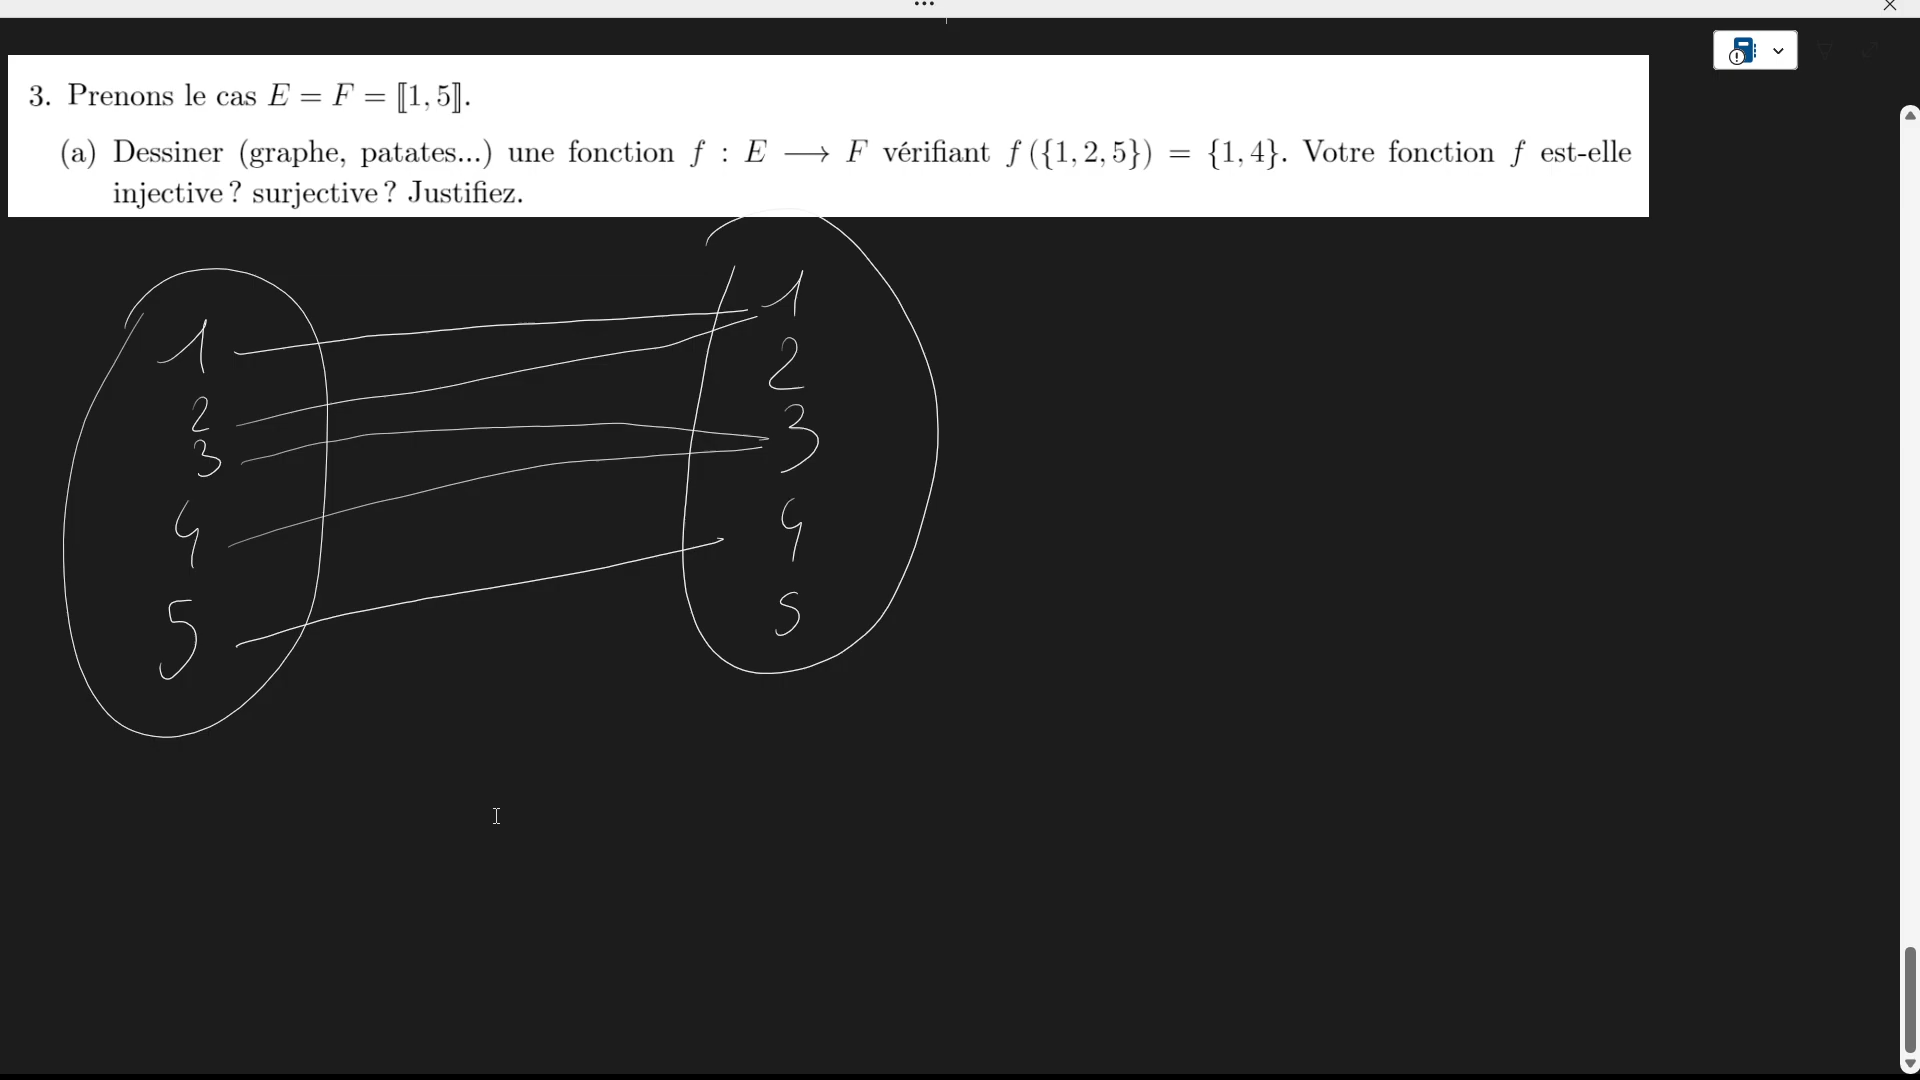 3. Prenons le cas E = F = ⟦1, 5⟧.
(a) Dessiner (graphe, patates...) une fonction f : E ⟶ F vérifiant f ({1, 2, 5}) = {1, 4}. Votre fonction f est-elle
injective ? surjective ? Justifiez.
1 1
2 2
3 3
4 4
5 5